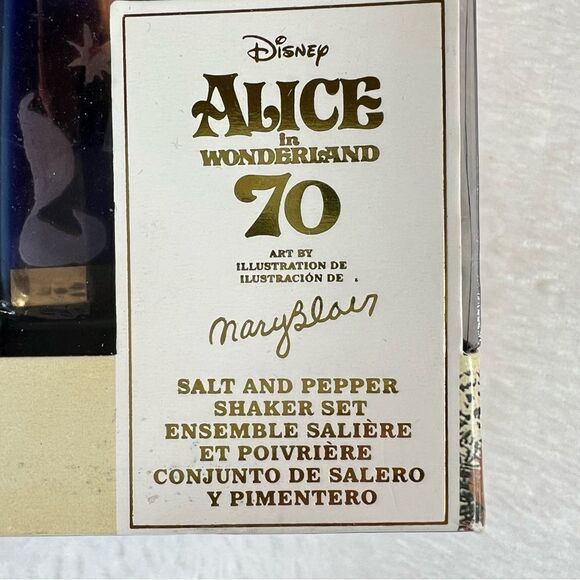 Disney
ALICE
in
WONDERLAND
70
ART BY
ILLUSTRATION DE
ILUSTRACIÓN DE
Mary Blair
SALT AND PEPPER
SHAKER SET
ENSEMBLE SALIÈRE
ET POIVRIÈRE
CONJUNTO DE SALERO
Y PIMENTERO